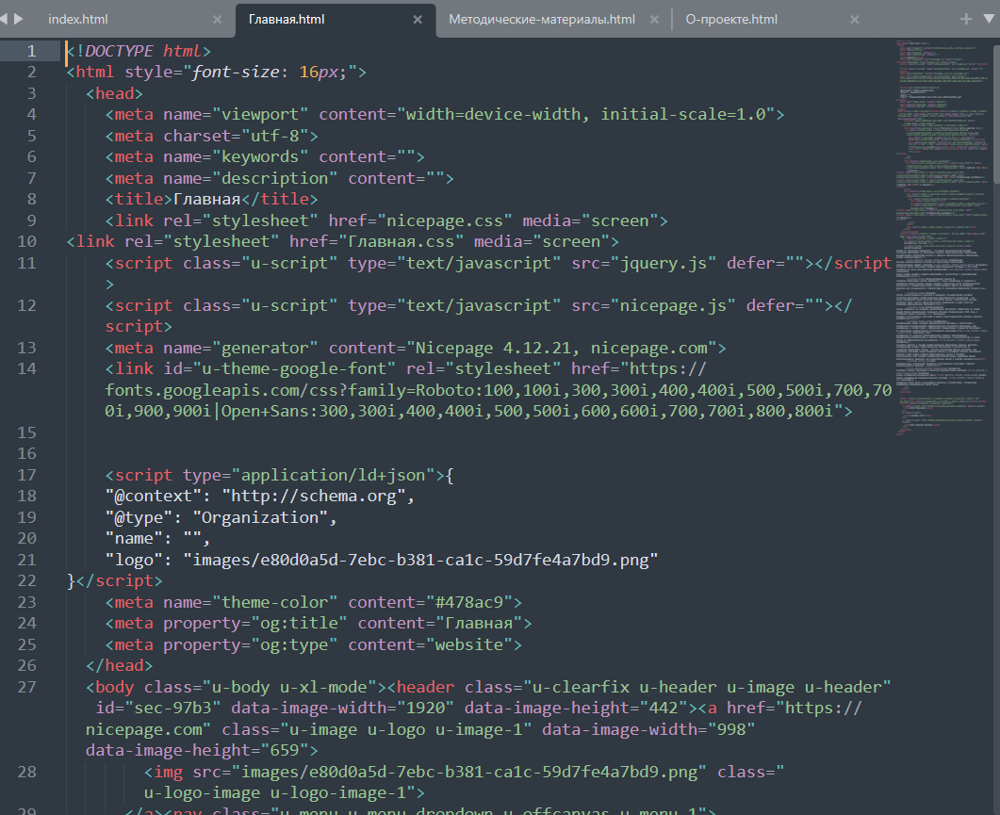 index.html Главная.html Методические-материалы.html О-проекте.html
1 <!DOCTYPE html>
2 <html style="font-size: 16px;">
3 <head>
4 <meta name="viewport" content="width=device-width, initial-scale=1.0">
5 <meta charset="utf-8">
6 <meta name="keywords" content="">
7 <meta name="description" content="">
8 <title>Главная</title>
9 <link rel="stylesheet" href="nicepage.css" media="screen">
10 <link rel="stylesheet" href="Главная.css" media="screen">
11 <script class="u-script" type="text/javascript" src="jquery.js" defer=""></script
>
12 <script class="u-script" type="text/javascript" src="nicepage.js" defer=""></
script>
13 <meta name="generator" content="Nicepage 4.12.21, nicepage.com">
14 <link id="u-theme-google-font" rel="stylesheet" href="https://
fonts.googleapis.com/css?family=Roboto:100,100i,300,300i,400,400i,500,500i,700,70
0i,900,900i|Open+Sans:300,300i,400,400i,500,500i,600,600i,700,700i,800,800i">
15
16
17 <script type="application/ld+json">{
18 "@context": "http://schema.org",
19 "@type": "Organization",
20 "name": "",
21 "logo": "images/e80d0a5d-7ebc-b381-ca1c-59d7fe4a7bd9.png"
22 }</script>
23 <meta name="theme-color" content="#478ac9">
24 <meta property="og:title" content="Главная">
25 <meta property="og:type" content="website">
26 </head>
27 <body class="u-body u-xl-mode"><header class="u-clearfix u-header u-image u-header"
id="sec-97b3" data-image-width="1920" data-image-height="442"><a href="https://
nicepage.com" class="u-image u-logo u-image-1" data-image-width="998"
data-image-height="659">
28 <img src="images/e80d0a5d-7ebc-b381-ca1c-59d7fe4a7bd9.png" class="
u-logo-image u-logo-image-1">
29 </a><nav class="u-menu u-menu-dropdown u-offcanvas u-menu-1">